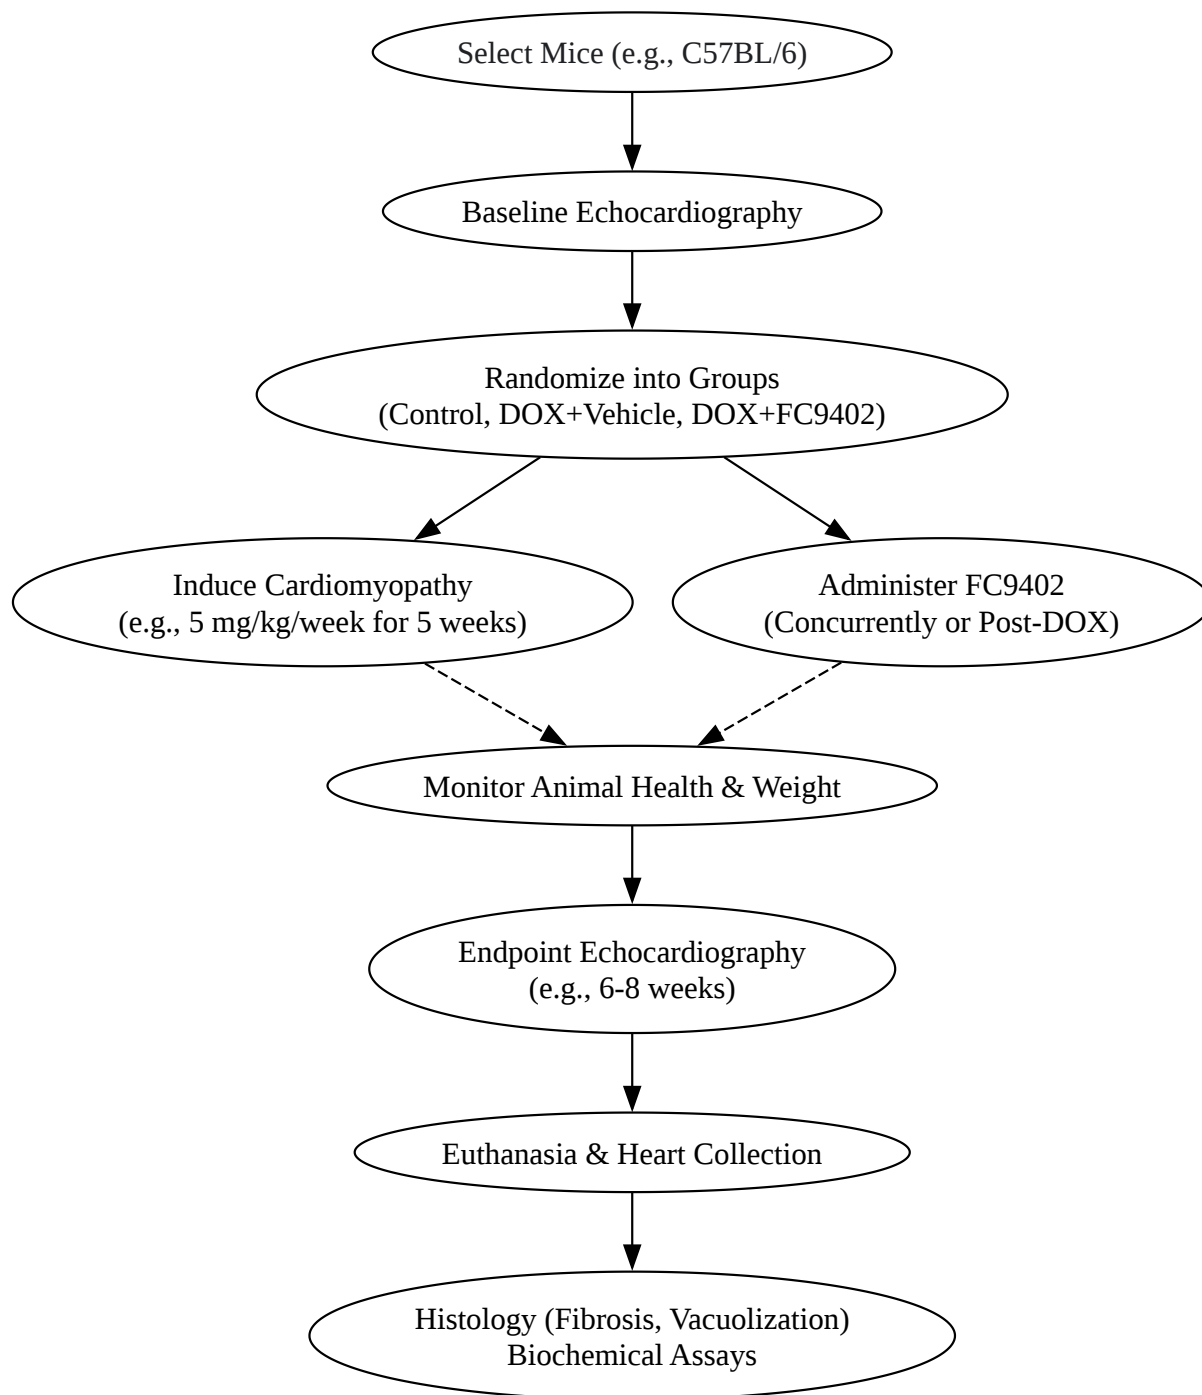 Select Mice (e.g., C57BL/6)
Baseline Echocardiography
Randomize into Groups
(Control, DOX+Vehicle, DOX+FC9402)
Induce Cardiomyopathy
(e.g., 5 mg/kg/week for 5 weeks)
Administer FC9402
(Concurrently or Post-DOX)
Monitor Animal Health & Weight
Endpoint Echocardiography
(e.g., 6-8 weeks)
Euthanasia & Heart Collection
Histology (Fibrosis, Vacuolization)
Biochemical Assays